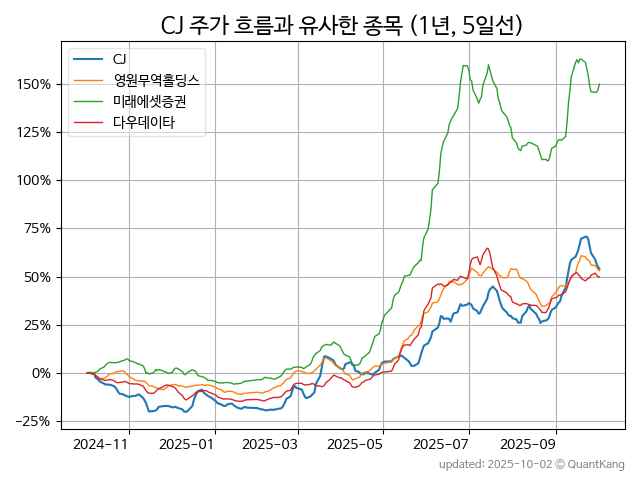 CJ 주가 흐름과 유사한 종목 (1년, 5일선)
CJ
영원무역홀딩스
미래에셋증권
다우데이타
150%
125%
100%
75%
50%
25%
0%
−25%
2024-11
2025-01
2025-03
2025-05
2025-07
2025-09
updated: 2025-10-02 © QuantKang